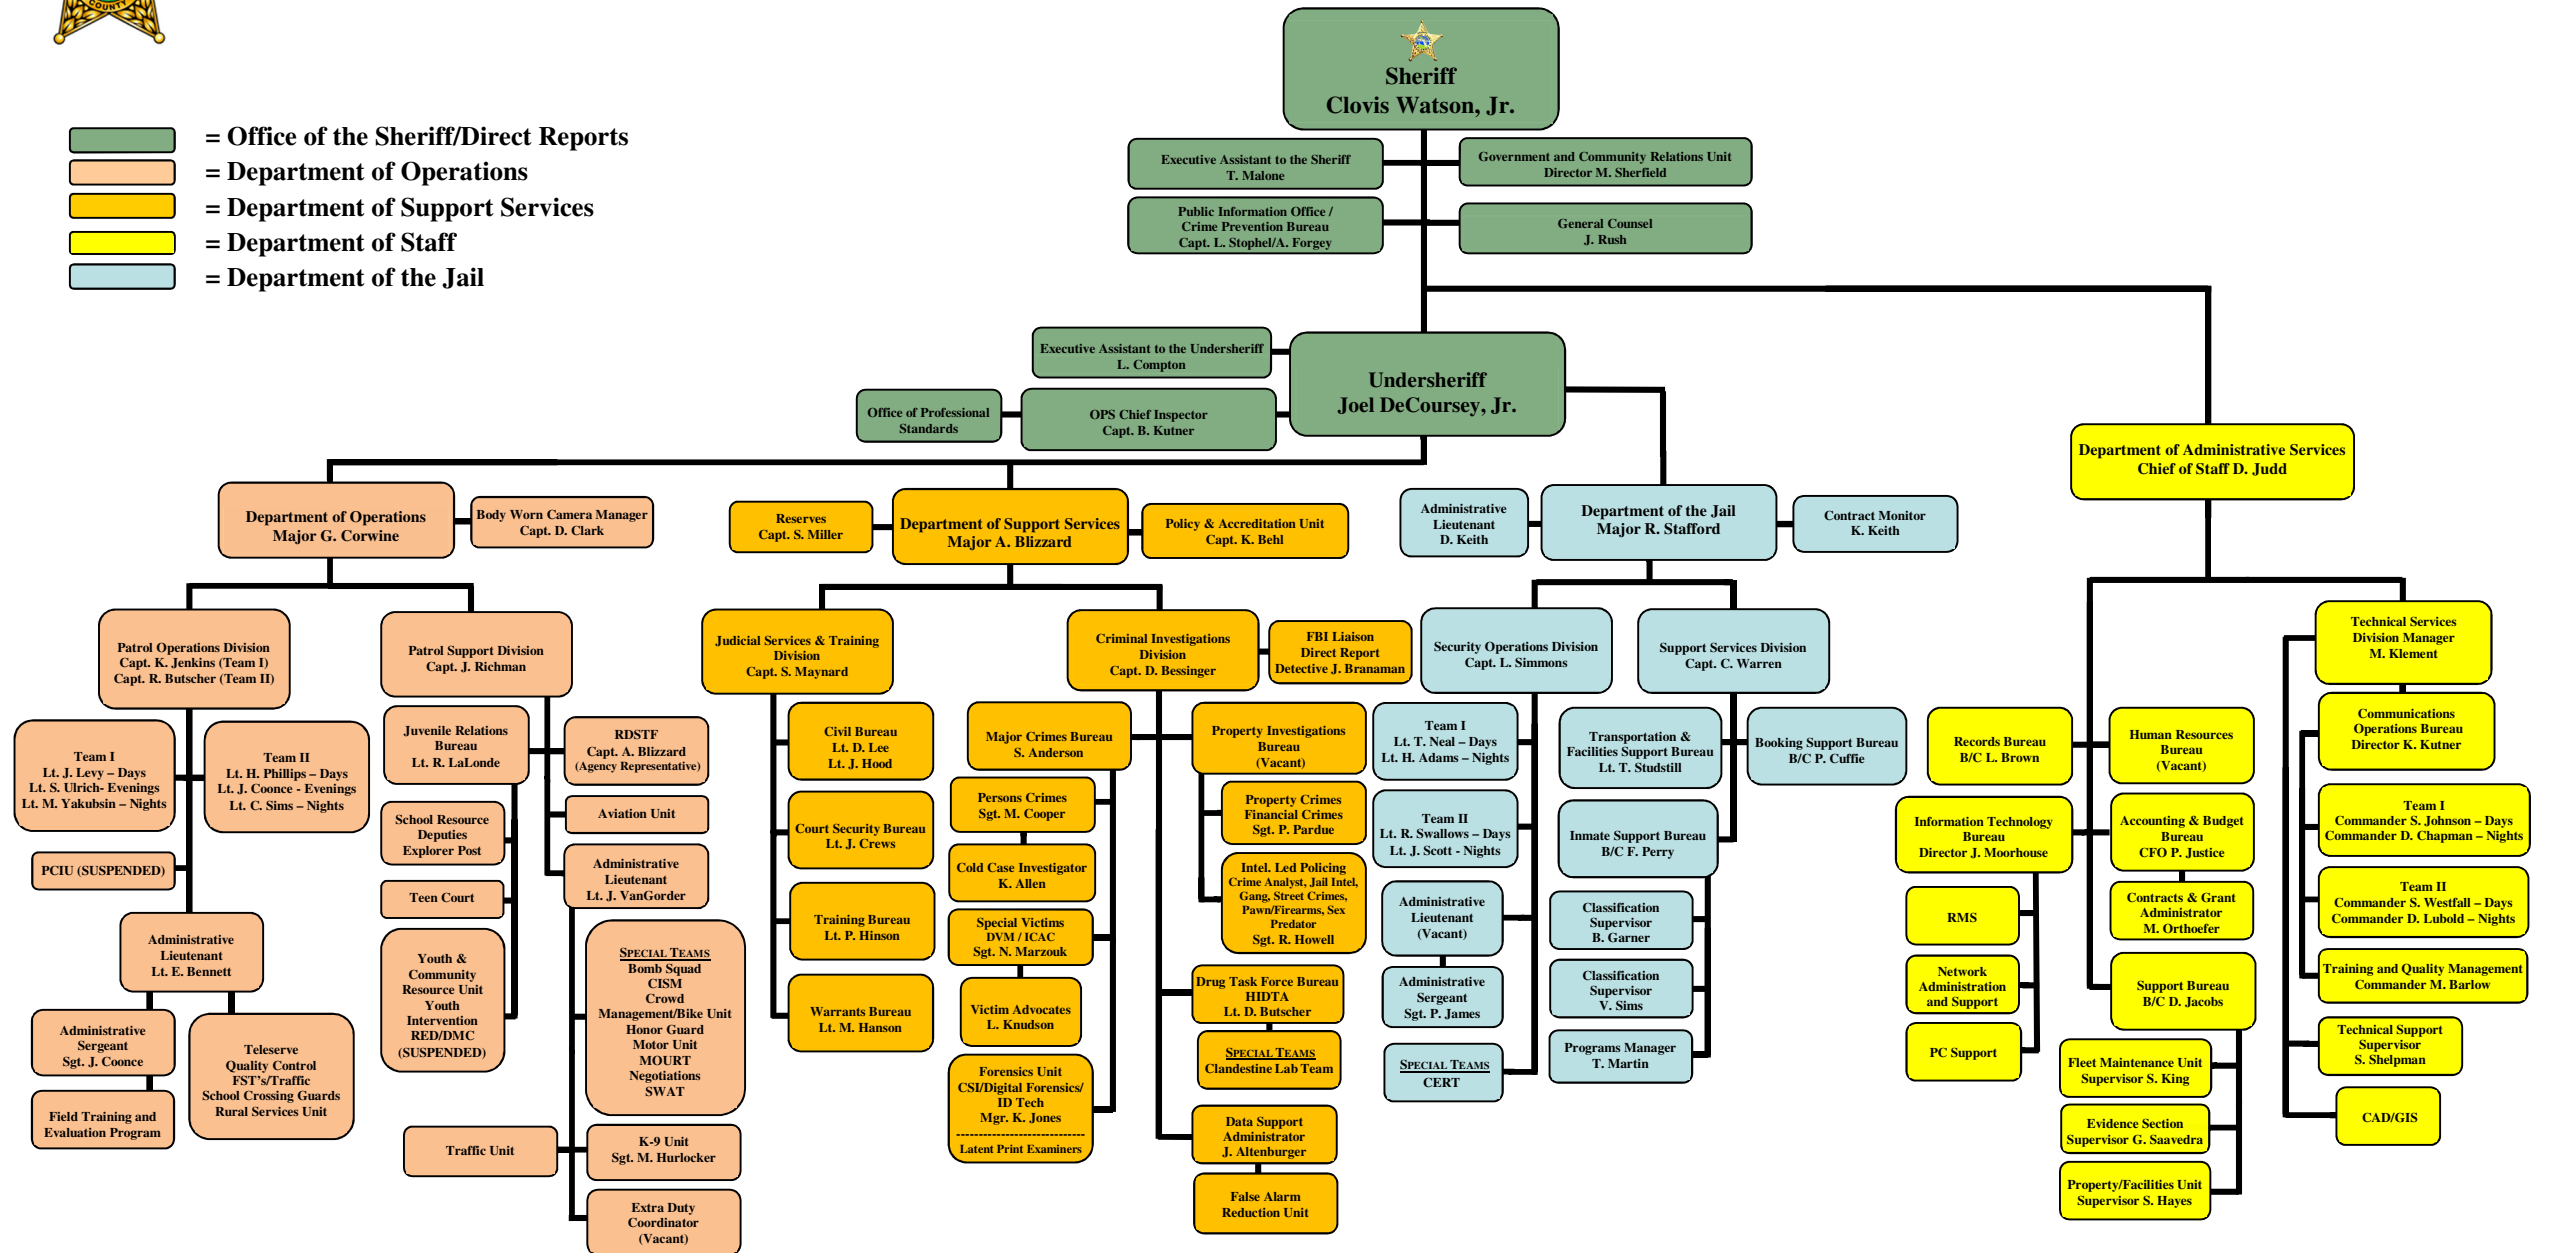 COUNTY
Sheriff
Clovis Watson, Jr.
= Office of the Sheriff/Direct Reports
= Department of Operations
= Department of Support Services
= Department of Staff
= Department of the Jail
Executive Assistant to the Sheriff
T. Malone
Government and Community Relations Unit
Director M. Sherfield
Public Information Office /
Crime Prevention Bureau
Capt. L. Stophel/A. Forgey
General Counsel
J. Rush
Executive Assistant to the Undersheriff
L. Compton
Undersheriff
Joel DeCoursey, Jr.
Office of Professional
Standards
OPS Chief Inspector
Capt. B. Kutner
Department of Administrative Services
Chief of Staff D. Judd
Department of Operations
Major G. Corwine
Body Worn Camera Manager
Capt. D. Clark
Reserves
Capt. S. Miller
Department of Support Services
Major A. Blizzard
Policy & Accreditation Unit
Capt. K. Behl
Administrative
Lieutenant
D. Keith
Department of the Jail
Major R. Stafford
Contract Monitor
K. Keith
Patrol Operations Division
Capt. K. Jenkins (Team I)
Capt. R. Butscher (Team II)
Team I
Lt. J. Levy – Days
Lt. S. Ulrich- Evenings
Lt. M. Yakubsin – Nights
Team II
Lt. H. Phillips – Days
Lt. J. Coonce - Evenings
Lt. C. Sims – Nights
PCIU (SUSPENDED)
Administrative
Lieutenant
Lt. E. Bennett
Administrative
Sergeant
Sgt. J. Coonce
Field Training and
Evaluation Program
Teleserve
Quality Control
FST's/Traffic
School Crossing Guards
Rural Services Unit
Patrol Support Division
Capt. J. Richman
Juvenile Relations
Bureau
Lt. R. LaLonde
School Resource
Deputies
Explorer Post
Teen Court
Youth &
Community
Resource Unit
Youth
Intervention
RED/DMC
(SUSPENDED)
RDSTF
Capt. A. Blizzard
(Agency Representative)
Aviation Unit
Administrative
Lieutenant
Lt. J. VanGorder
SPECIAL TEAMS
Bomb Squad
CISM
Crowd
Management/Bike Unit
Honor Guard
Motor Unit
MOURT
Negotiations
SWAT
Traffic Unit
K-9 Unit
Sgt. M. Hurlocker
Extra Duty
Coordinator
(Vacant)
Judicial Services & Training
Division
Capt. S. Maynard
Civil Bureau
Lt. D. Lee
Lt. J. Hood
Court Security Bureau
Lt. J. Crews
Training Bureau
Lt. P. Hinson
Warrants Bureau
Lt. M. Hanson
Criminal Investigations
Division
Capt. D. Bessinger
FBI Liaison
Direct Report
Detective J. Branaman
Major Crimes Bureau
S. Anderson
Persons Crimes
Sgt. M. Cooper
Cold Case Investigator
K. Allen
Special Victims
DVM / ICAC
Sgt. N. Marzouk
Victim Advocates
L. Knudson
Forensics Unit
CSI/Digital Forensics/
ID Tech
Mgr. K. Jones
-----------------------------
Latent Print Examiners
Property Investigations
Bureau
(Vacant)
Property Crimes
Financial Crimes
Sgt. P. Pardue
Intel. Led Policing
Crime Analyst, Jail Intel,
Gang, Street Crimes,
Pawn/Firearms, Sex
Predator
Sgt. R. Howell
Drug Task Force Bureau
HIDTA
Lt. D. Butscher
SPECIAL TEAMS
Clandestine Lab Team
Data Support
Administrator
J. Altenburger
False Alarm
Reduction Unit
Security Operations Division
Capt. L. Simmons
Team I
Lt. T. Neal – Days
Lt. H. Adams – Nights
Team II
Lt. R. Swallows – Days
Lt. J. Scott - Nights
Administrative
Lieutenant
(Vacant)
Administrative
Sergeant
Sgt. P. James
SPECIAL TEAMS
CERT
Support Services Division
Capt. C. Warren
Transportation &
Facilities Support Bureau
Lt. T. Studstill
Booking Support Bureau
B/C P. Cuffie
Inmate Support Bureau
B/C F. Perry
Classification
Supervisor
B. Garner
Classification
Supervisor
V. Sims
Programs Manager
T. Martin
Records Bureau
B/C L. Brown
Human Resources
Bureau
(Vacant)
Information Technology
Bureau
Director J. Moorhouse
Accounting & Budget
Bureau
CFO P. Justice
RMS
Network
Administration
and Support
PC Support
Contracts & Grant
Administrator
M. Orthoefer
Support Bureau
B/C D. Jacobs
Fleet Maintenance Unit
Supervisor S. King
Evidence Section
Supervisor G. Saavedra
Property/Facilities Unit
Supervisor S. Hayes
Technical Services
Division Manager
M. Klement
Communications
Operations Bureau
Director K. Kutner
Team I
Commander S. Johnson – Days
Commander D. Chapman – Nights
Team II
Commander S. Westfall – Days
Commander D. Lubold – Nights
Training and Quality Management
Commander M. Barlow
Technical Support
Supervisor
S. Shelpman
CAD/GIS